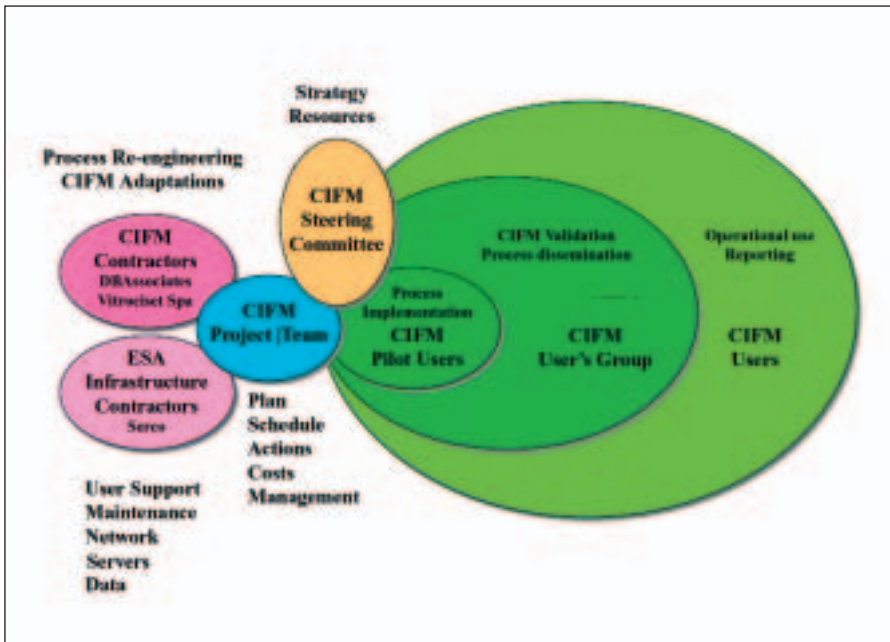 Strategy
Resources
Process Re-engineering
CIFM Adaptations
CIFM
Steering
Committee
CIFM
Contractors
DBAssociates
Vitrociset Spa
CIFM Validation
Process dissemination
Operational use
Reporting
CIFM
Project |Team
Process
Implementation
CIFM
Pilot Users
CIFM
User's Group
CIFM
Users
ESA
Infrastructure
Contractors
Serco
Plan
Schedule
Actions
Costs
Management
User Support
Maintenance
Network
Servers
Data